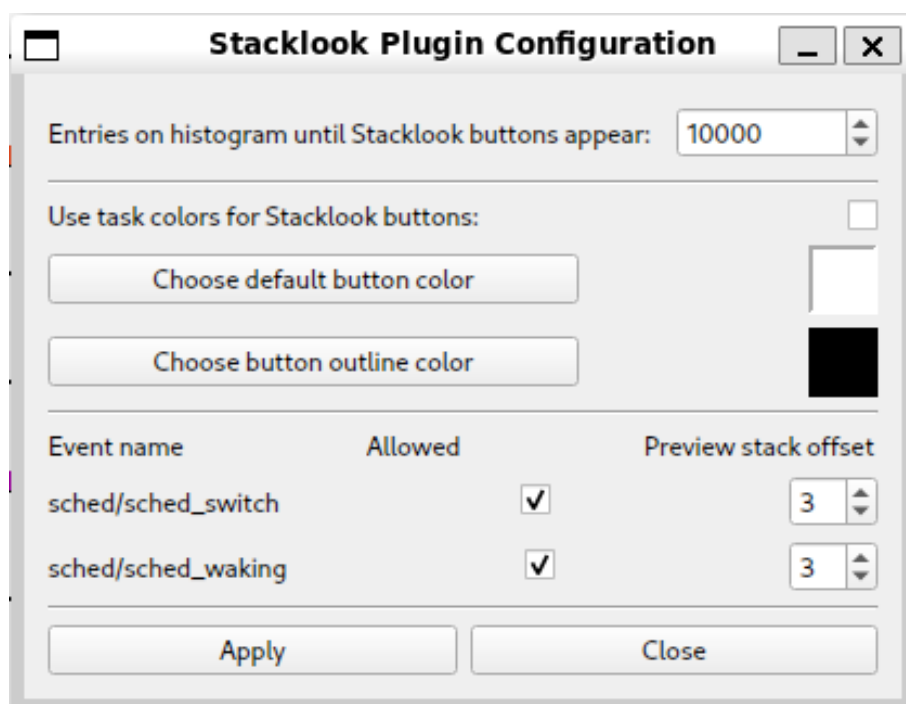 Stacklook Plugin Configuration
Entries on histogram until Stacklook buttons appear: 10000
Use task colors for Stacklook buttons:
Choose default button color
Choose button outline color
Event name Allowed Preview stack offset
sched/sched_switch 3
sched/sched_waking 3
Apply Close